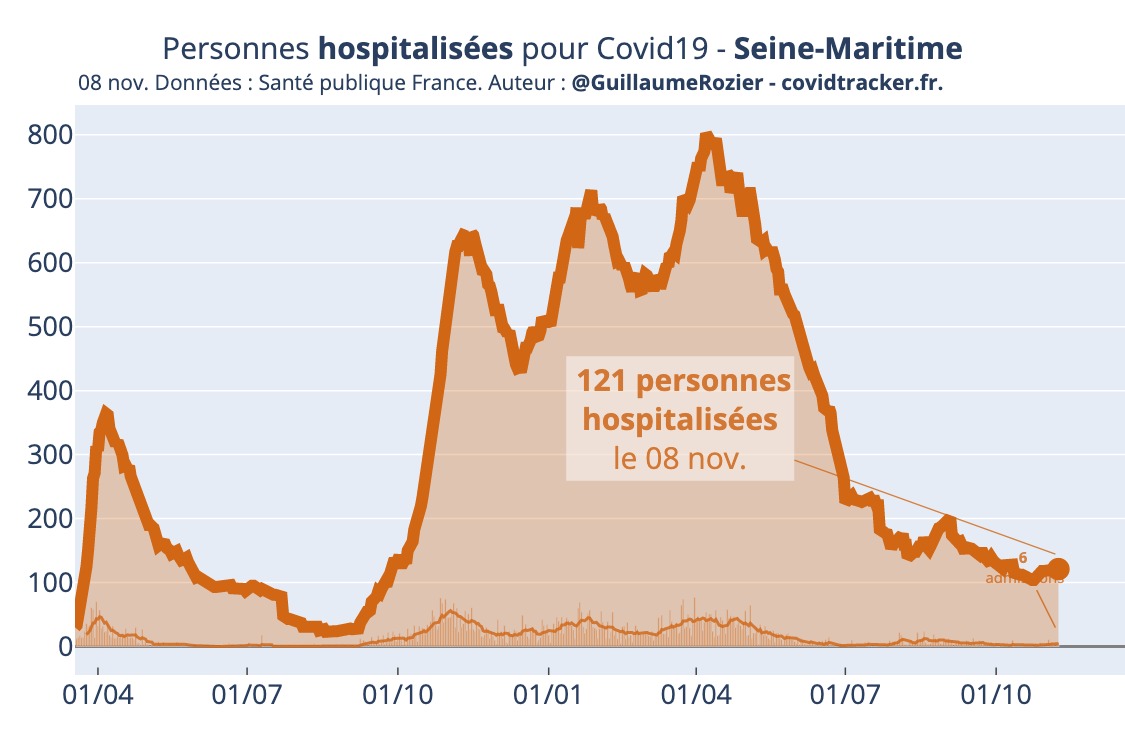 Personnes hospitalisées pour Covid19 - Seine-Maritime
08 nov. Données : Santé publique France. Auteur : @GuillaumeRozier - covidtracker.fr.
800
700
600
500
400
300
200
100
0
121 personnes
hospitalisées
le 08 nov.
6
admissions
01/04
01/07
01/10
01/01
01/04
01/07
01/10